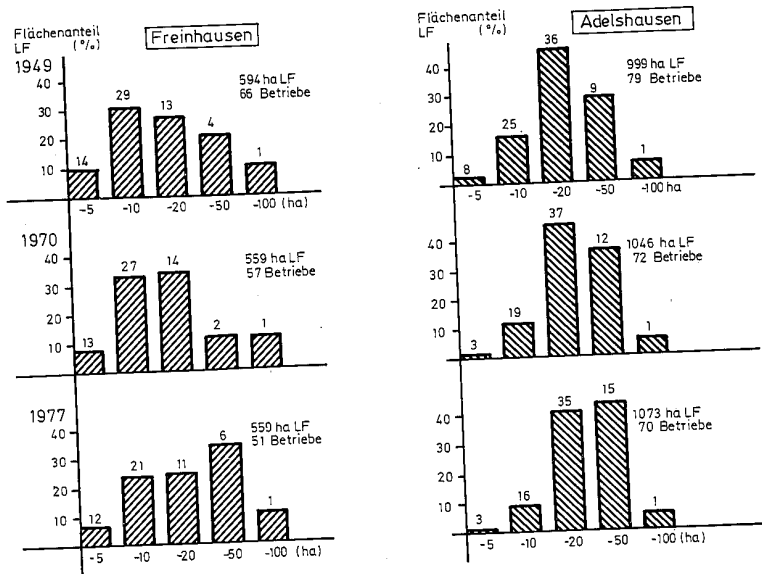 Flächenanteil
LF (%)
Freinhausen
1949
40
30
20
10
14
29
13
4
1
594 ha LF
66 Betriebe
-5 -10 -20 -50 -100 (ha)
1970
40
30
20
10
13
27
14
2
1
559 ha LF
57 Betriebe
1977
40
30
20
10
12
21
11
6
1
550 ha LF
51 Betriebe
-5 -10 -20 -50 -100 (ha)
Flächenanteil
LF (%)
Adelshausen
40
30
20
10
8
25
36
9
1
999 ha LF
79 Betriebe
-5 -10 -20 -50 -100 ha
40
30
20
10
3
19
37
12
1
1046 ha LF
72 Betriebe
40
30
20
10
3
16
35
15
1
1073 ha LF
70 Betriebe
-5 -10 -20 -50 -100 (ha)